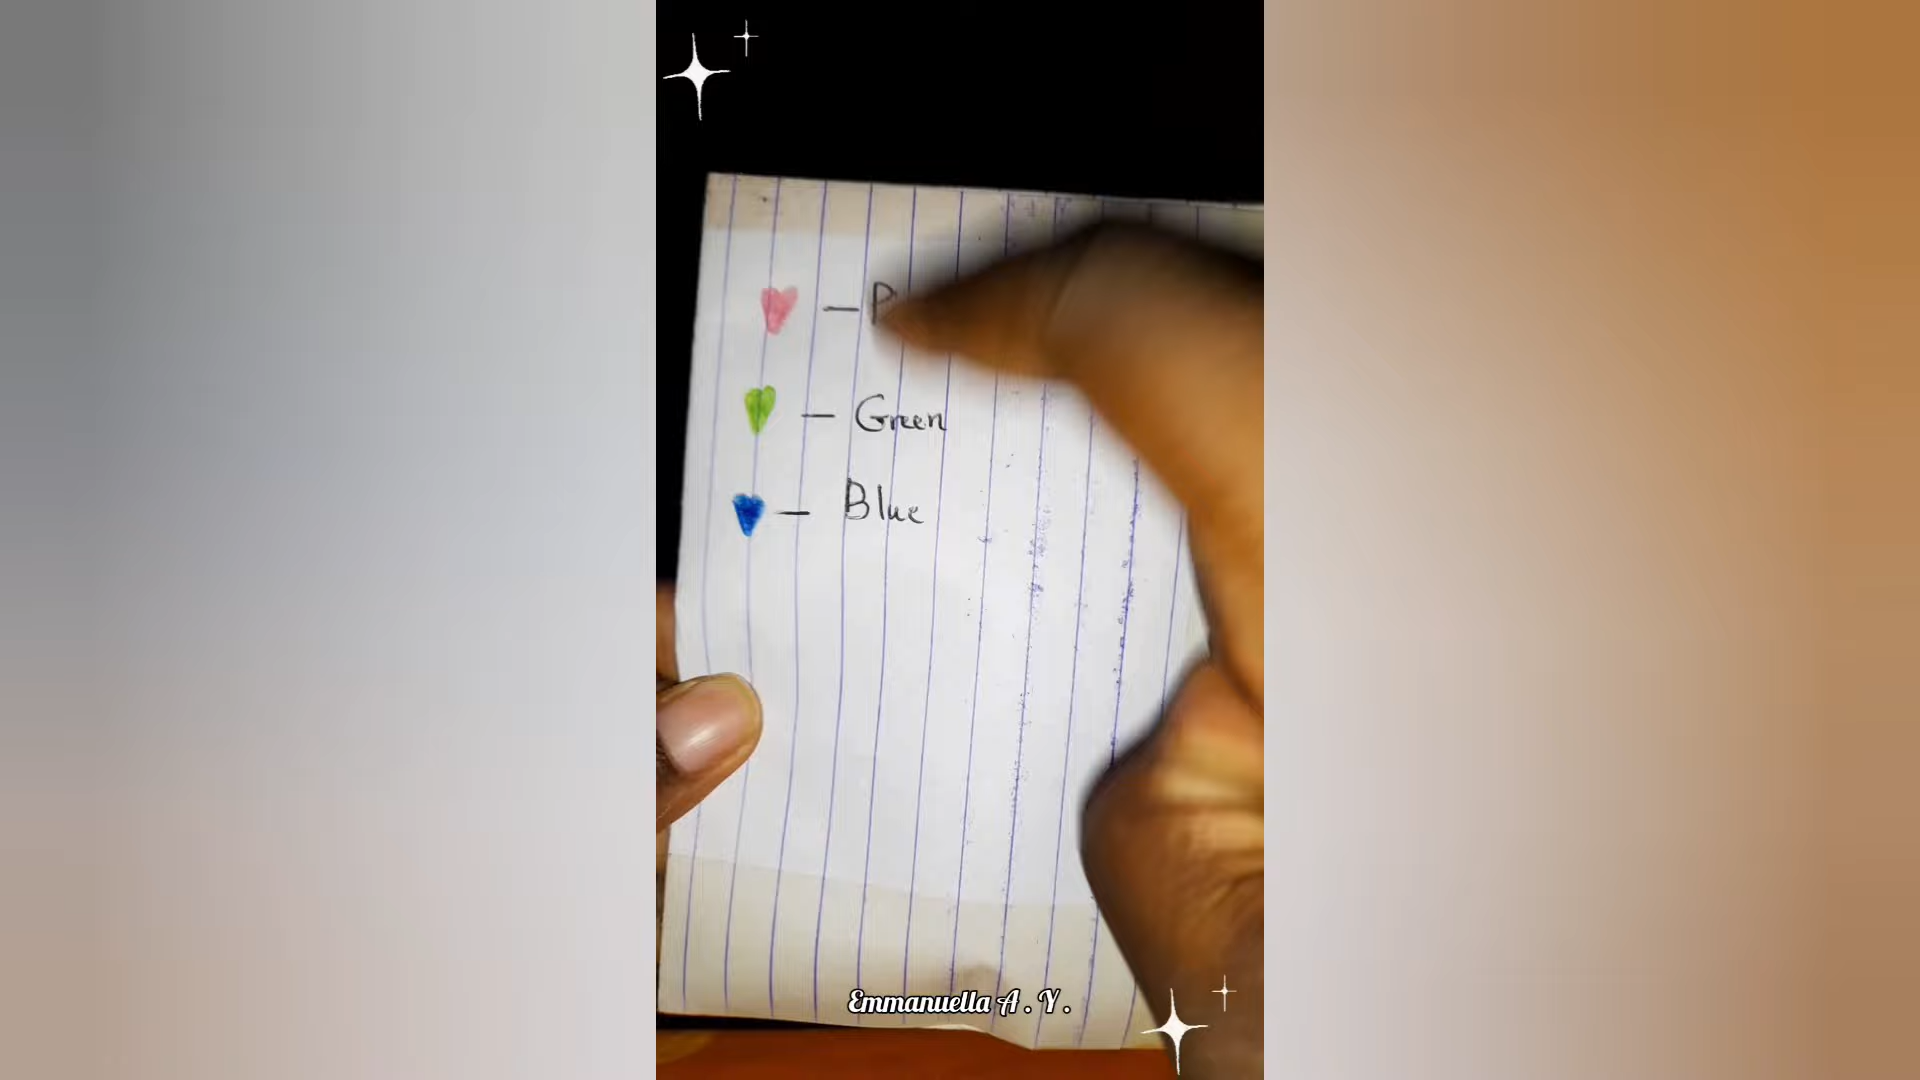 — Green
— Blue
Emmanuella A. Y.